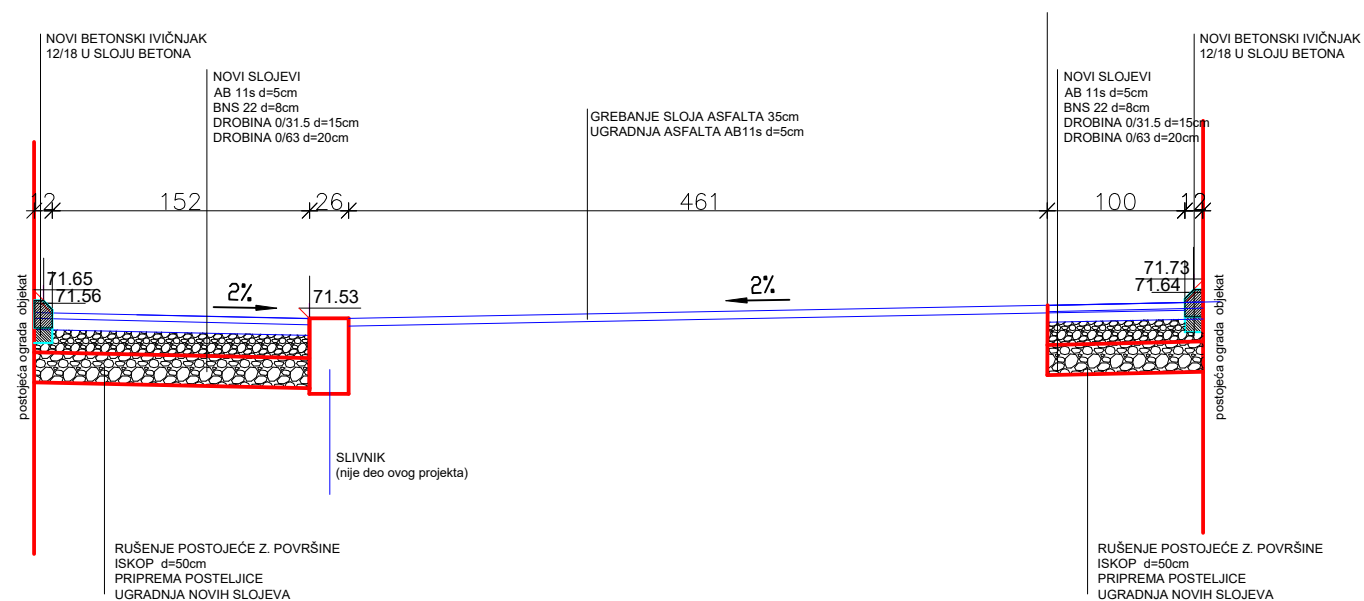 NOVI BETONSKI IVIČNJAK
12/18 U SLOJU BETONA
NOVI SLOJEVI
AB 11s d=5cm
BNS 22 d=8cm
DROBINA 0/31.5 d=15cm
DROBINA 0/63 d=20cm
GREBANJE SLOJA ASFALTA 35cm
UGRADNJA ASFALTA AB11s d=5cm
NOVI SLOJEVI
AB 11s d=5cm
BNS 22 d=8cm
DROBINA 0/31.5 d=15cm
DROBINA 0/63 d=20cm
NOVI BETONSKI IVIČNJAK
12/18 U SLOJU BETONA
12 152 26 461 100 12
71.65
71.56
2%
71.53
2%
71.73
71.64
postojeća ograda objekat
postojeća ograda objekat
SLIVNIK
(nije deo ovog projekta)
RUŠENJE POSTOJEĆE Z. POVRŠINE
ISKOP d=50cm
PRIPREMA POSTELJICE
UGRADNJA NOVIH SLOJEVA
RUŠENJE POSTOJEĆE Z. POVRŠINE
ISKOP d=50cm
PRIPREMA POSTELJICE
UGRADNJA NOVIH SLOJEVA